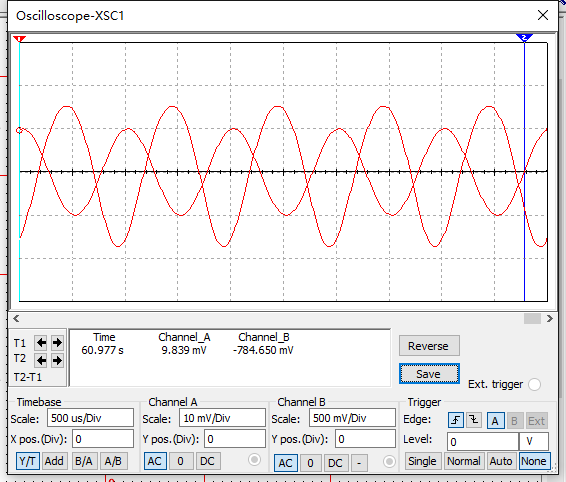 Oscilloscope-XSC1
1
2
T1
T2
T2-T1
Time Channel_A Channel_B
60.977 s 9.839 mV -784.650 mV
Reverse
Save
Ext. trigger
Timebase
Scale: 500 us/Div
X pos.(Div): 0
Y/T Add B/A A/B
Channel A
Scale: 10 mV/Div
Y pos.(Div): 0
AC 0 DC
Channel B
Scale: 500 mV/Div
Y pos.(Div): 0
AC 0 DC -
Trigger
Edge: A B Ext
Level: 0 V
Single Normal Auto None